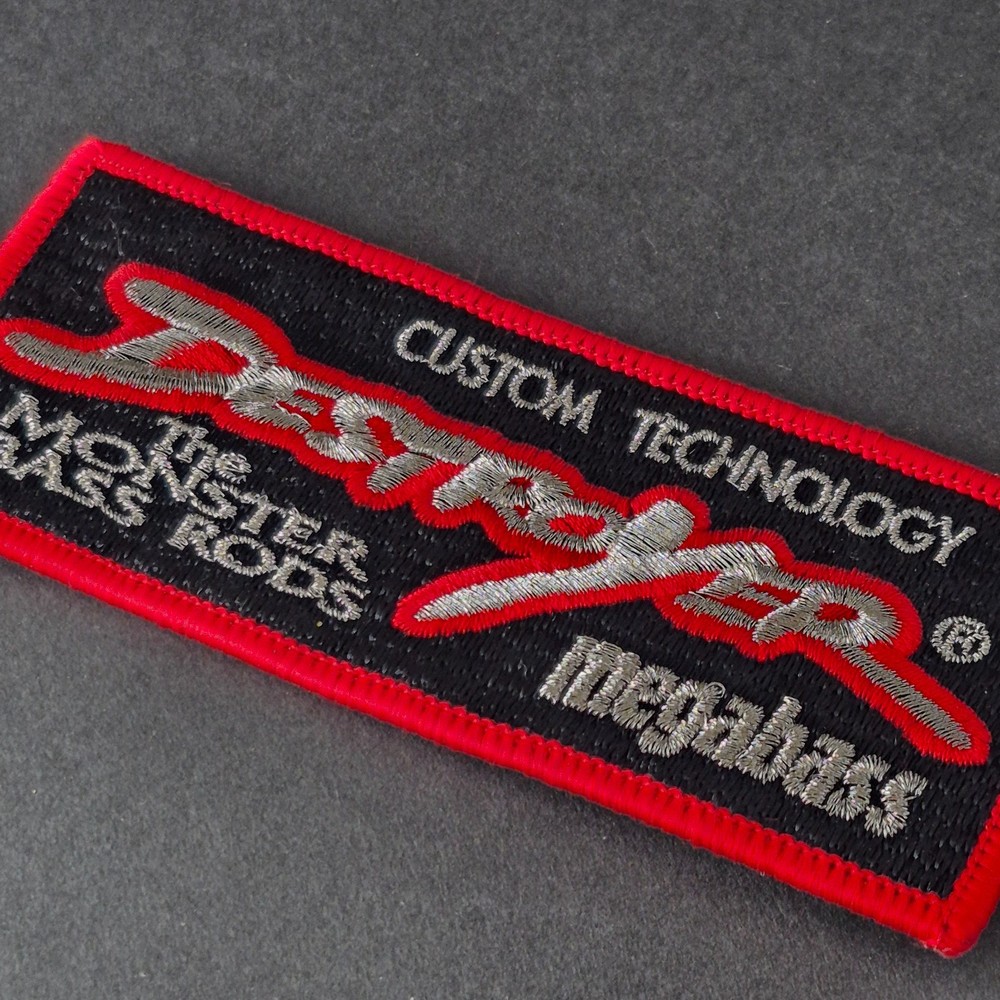 CUSTOM TECHNOLOGY
DESTROYER ®
The
MONSTER
BASS RODS
megabass